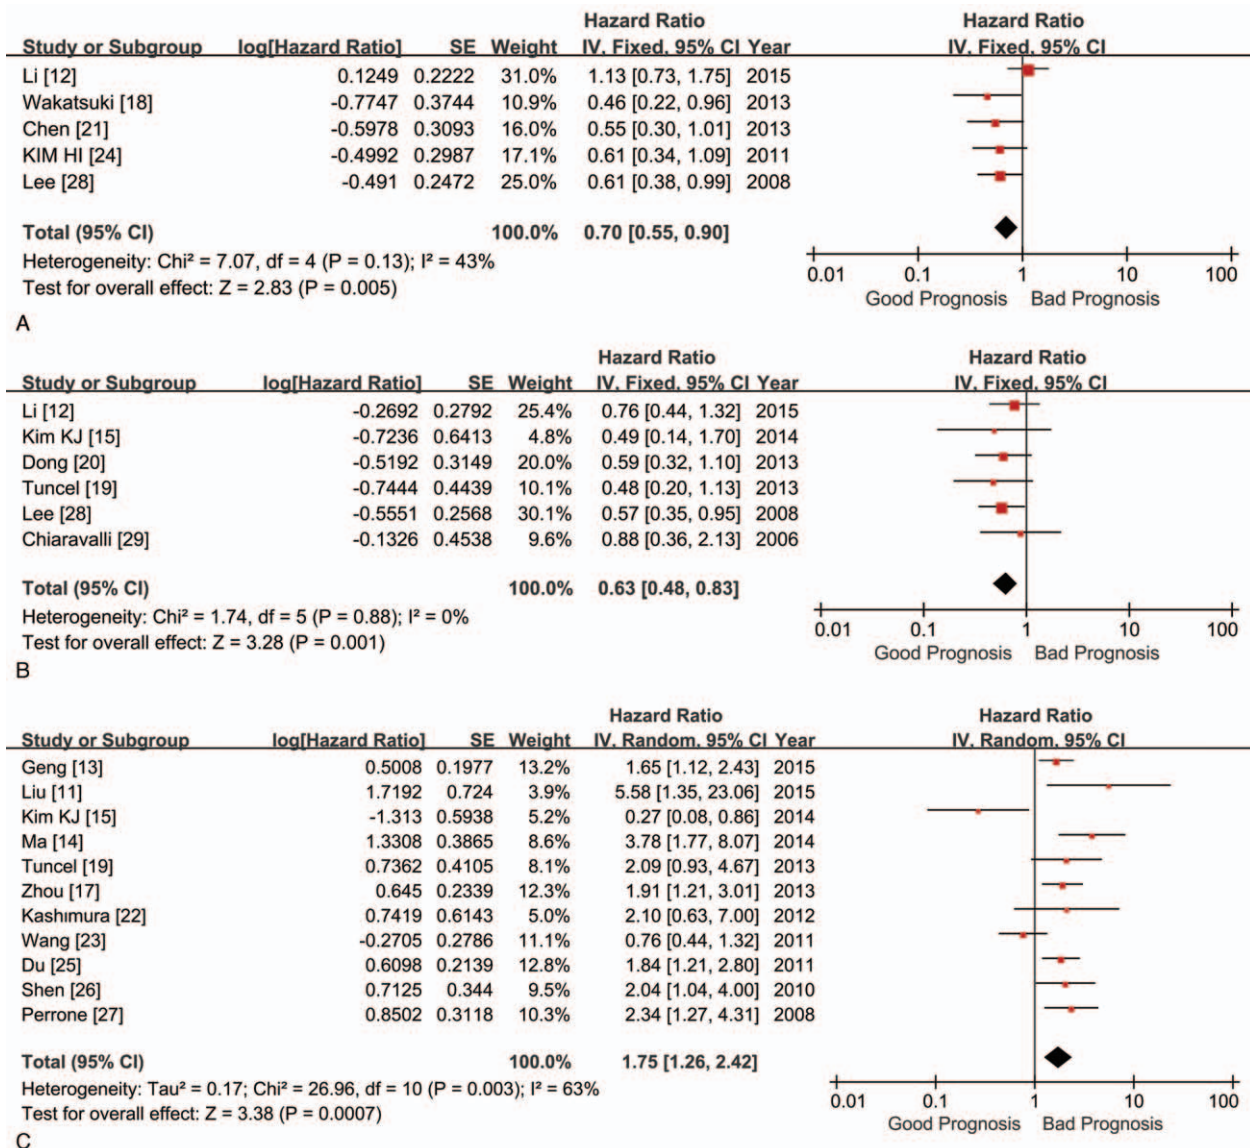 Hazard Ratio Hazard Ratio
Study or Subgroup log[Hazard Ratio] SE Weight IV, Fixed, 95% CI Year IV, Fixed, 95% CI
Li [12] 0.1249 0.2222 31.0% 1.13 [0.73, 1.75] 2015
Wakatsuki [18] -0.7747 0.3744 10.9% 0.46 [0.22, 0.96] 2013
Chen [21] -0.5978 0.3093 16.0% 0.55 [0.30, 1.01] 2013
KIM HI [24] -0.4992 0.2987 17.1% 0.61 [0.34, 1.09] 2011
Lee [28] -0.491 0.2472 25.0% 0.61 [0.38, 0.99] 2008
Total (95% CI) 100.0% 0.70 [0.55, 0.90]
Heterogeneity: Chi² = 7.07, df = 4 (P = 0.13); I² = 43%
Test for overall effect: Z = 2.83 (P = 0.005)
0.01 0.1 1 10 100
Good Prognosis Bad Prognosis
A
Hazard Ratio Hazard Ratio
Study or Subgroup log[Hazard Ratio] SE Weight IV, Fixed, 95% CI Year IV, Fixed, 95% CI
Li [12] -0.2692 0.2792 25.4% 0.76 [0.44, 1.32] 2015
Kim KJ [15] -0.7236 0.6413 4.8% 0.49 [0.14, 1.70] 2014
Dong [20] -0.5192 0.3149 20.0% 0.59 [0.32, 1.10] 2013
Tuncel [19] -0.7444 0.4439 10.1% 0.48 [0.20, 1.13] 2013
Lee [28] -0.5551 0.2568 30.1% 0.57 [0.35, 0.95] 2008
Chiaravalli [29] -0.1326 0.4538 9.6% 0.88 [0.36, 2.13] 2006
Total (95% CI) 100.0% 0.63 [0.48, 0.83]
Heterogeneity: Chi² = 1.74, df = 5 (P = 0.88); I² = 0%
Test for overall effect: Z = 3.28 (P = 0.001)
0.01 0.1 1 10 100
Good Prognosis Bad Prognosis
B
Hazard Ratio Hazard Ratio
Study or Subgroup log[Hazard Ratio] SE Weight IV, Random, 95% CI Year IV, Random, 95% CI
Geng [13] 0.5008 0.1977 13.2% 1.65 [1.12, 2.43] 2015
Liu [11] 1.7192 0.724 3.9% 5.58 [1.35, 23.06] 2015
Kim KJ [15] -1.313 0.5938 5.2% 0.27 [0.08, 0.86] 2014
Ma [14] 1.3308 0.3865 8.6% 3.78 [1.77, 8.07] 2014
Tuncel [19] 0.7362 0.4105 8.1% 2.09 [0.93, 4.67] 2013
Zhou [17] 0.645 0.2339 12.3% 1.91 [1.21, 3.01] 2013
Kashımura [22] 0.7419 0.6143 5.0% 2.10 [0.63, 7.00] 2012
Wang [23] -0.2705 0.2786 11.1% 0.76 [0.44, 1.32] 2011
Du [25] 0.6098 0.2139 12.8% 1.84 [1.21, 2.80] 2011
Shen [26] 0.7125 0.344 9.5% 2.04 [1.04, 4.00] 2010
Perrone [27] 0.8502 0.3118 10.3% 2.34 [1.27, 4.31] 2008
Total (95% CI) 100.0% 1.75 [1.26, 2.42]
Heterogeneity: Tau² = 0.17; Chi² = 26.96, df = 10 (P = 0.003); I² = 63%
Test for overall effect: Z = 3.38 (P = 0.0007)
0.01 0.1 1 10 100
Good Prognosis Bad Prognosis
C